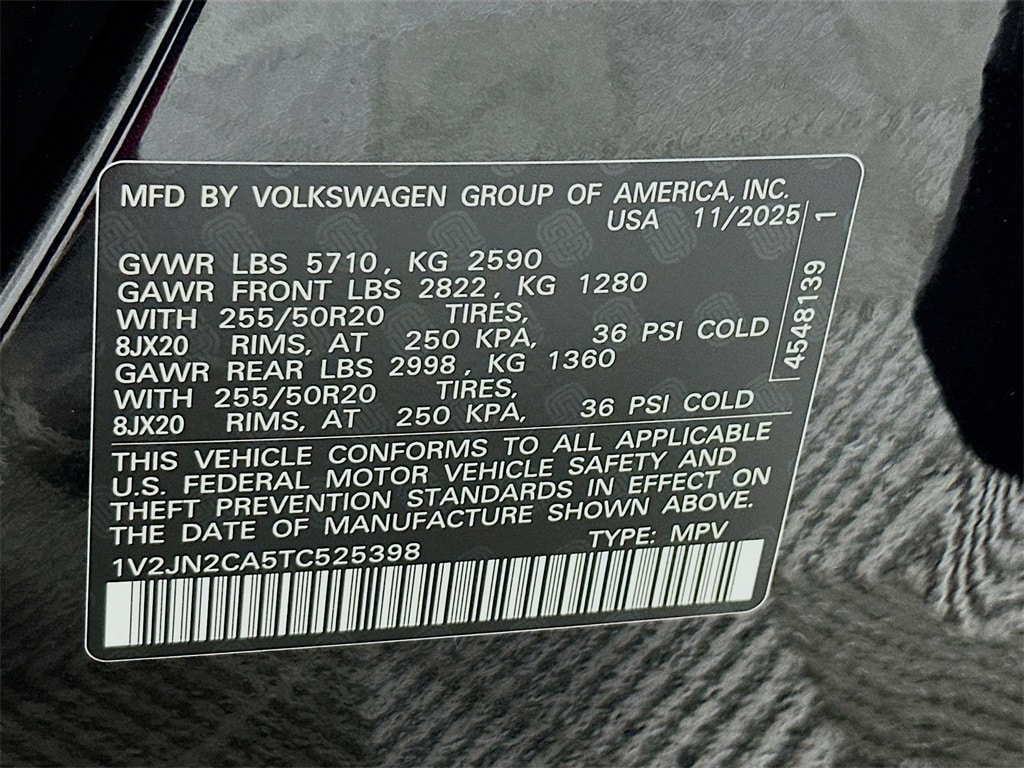 MFD BY VOLKSWAGEN GROUP OF AMERICA, INC.
USA 11/2025
1
GVWR LBS 5710, KG 2590
GAWR FRONT LBS 2822, KG 1280
WITH 255/50R20 TIRES,
8JX20 RIMS, AT 250 KPA, 36 PSI COLD
GAWR REAR LBS 2998, KG 1360
WITH 255/50R20 TIRES,
8JX20 RIMS, AT 250 KPA, 36 PSI COLD
4548139
THIS VEHICLE CONFORMS TO ALL APPLICABLE
U.S. FEDERAL MOTOR VEHICLE SAFETY AND
THEFT PREVENTION STANDARDS IN EFFECT ON
THE DATE OF MANUFACTURE SHOWN ABOVE.
1V2JN2CA5TC525398 TYPE: MPV